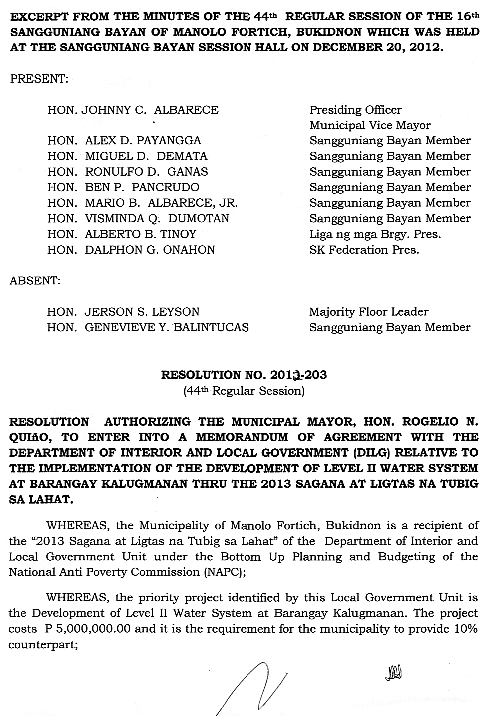 EXCERPT FROM THE MINUTES OF THE 44th REGULAR SESSION OF THE 16th
SANGGUNIANG BAYAN OF MANOLO FORTICH, BUKIDNON WHICH WAS HELD
AT THE SANGGUNIANG BAYAN SESSION HALL ON DECEMBER 20, 2012.
PRESENT:
HON. JOHNNY C. ALBARECE Presiding Officer
Municipal Vice Mayor
HON. ALEX D. PAYANGGA Sangguniang Bayan Member
HON. MIGUEL D. DEMATA Sangguniang Bayan Member
HON. RONULFO D. GANAS Sangguniang Bayan Member
HON. BEN P. PANCRUDO Sangguniang Bayan Member
HON. MARIO B. ALBARECE, JR. Sangguniang Bayan Member
HON. VISMINDA Q. DUMOTAN Sangguniang Bayan Member
HON. ALBERTO B. TINOY Liga ng mga Brgy. Pres.
HON. DALPHON G. ONAHON SK Federation Pres.
ABSENT:
HON. JERSON S. LEYSON Majority Floor Leader
HON. GENEVIEVE Y. BALINTUCAS Sangguniang Bayan Member
RESOLUTION NO. 2012-203
(44th Regular Session)
RESOLUTION AUTHORIZING THE MUNICIPAL MAYOR, HON. ROGELIO N.
QUIÑO, TO ENTER INTO A MEMORANDUM OF AGREEMENT WITH THE
DEPARTMENT OF INTERIOR AND LOCAL GOVERNMENT (DILG) RELATIVE TO
THE IMPLEMENTATION OF THE DEVELOPMENT OF LEVEL II WATER SYSTEM
AT BARANGAY KALUGMANAN THRU THE 2013 SAGANA AT LIGTAS NA TUBIG
SA LAHAT.
WHEREAS, the Municipality of Manolo Fortich, Bukidnon is a recipient of
the “2013 Sagana at Ligtas na Tubig sa Lahat” of the Department of Interior and
Local Government Unit under the Bottom Up Planning and Budgeting of the
National Anti Poverty Commission (NAPC);
WHEREAS, the priority project identified by this Local Government Unit is
the Development of Level II Water System at Barangay Kalugmanan. The project
costs P 5,000,000.00 and it is the requirement for the municipality to provide 10%
counterpart;